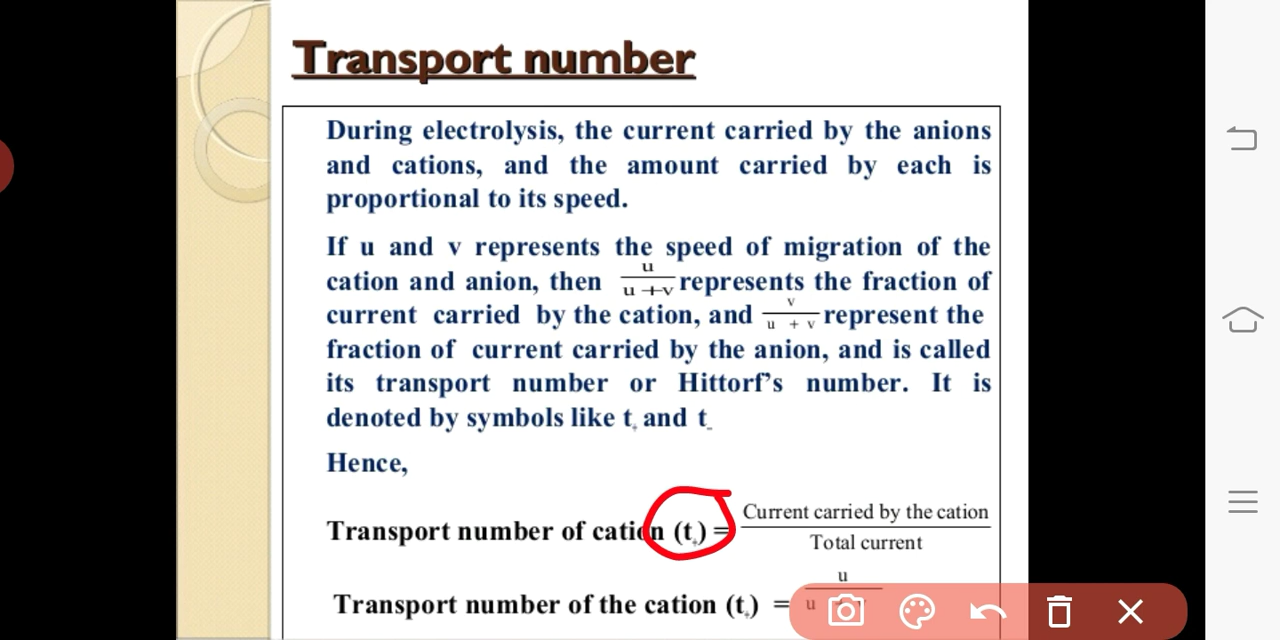 Transport number
During electrolysis, the current carried by the anions
and cations, and the amount carried by each is
proportional to its speed.
If u and v represents the speed of migration of the
cation and anion, then u / u + v represents the fraction of
current carried by the cation, and v / u + v represent the
fraction of current carried by the anion, and is called
its transport number or Hittorf's number. It is
denoted by symbols like t₊ and t₋
Hence,
Transport number of cation (t₊) = Current carried by the cation / Total current
Transport number of the cation (t₊) = u / u